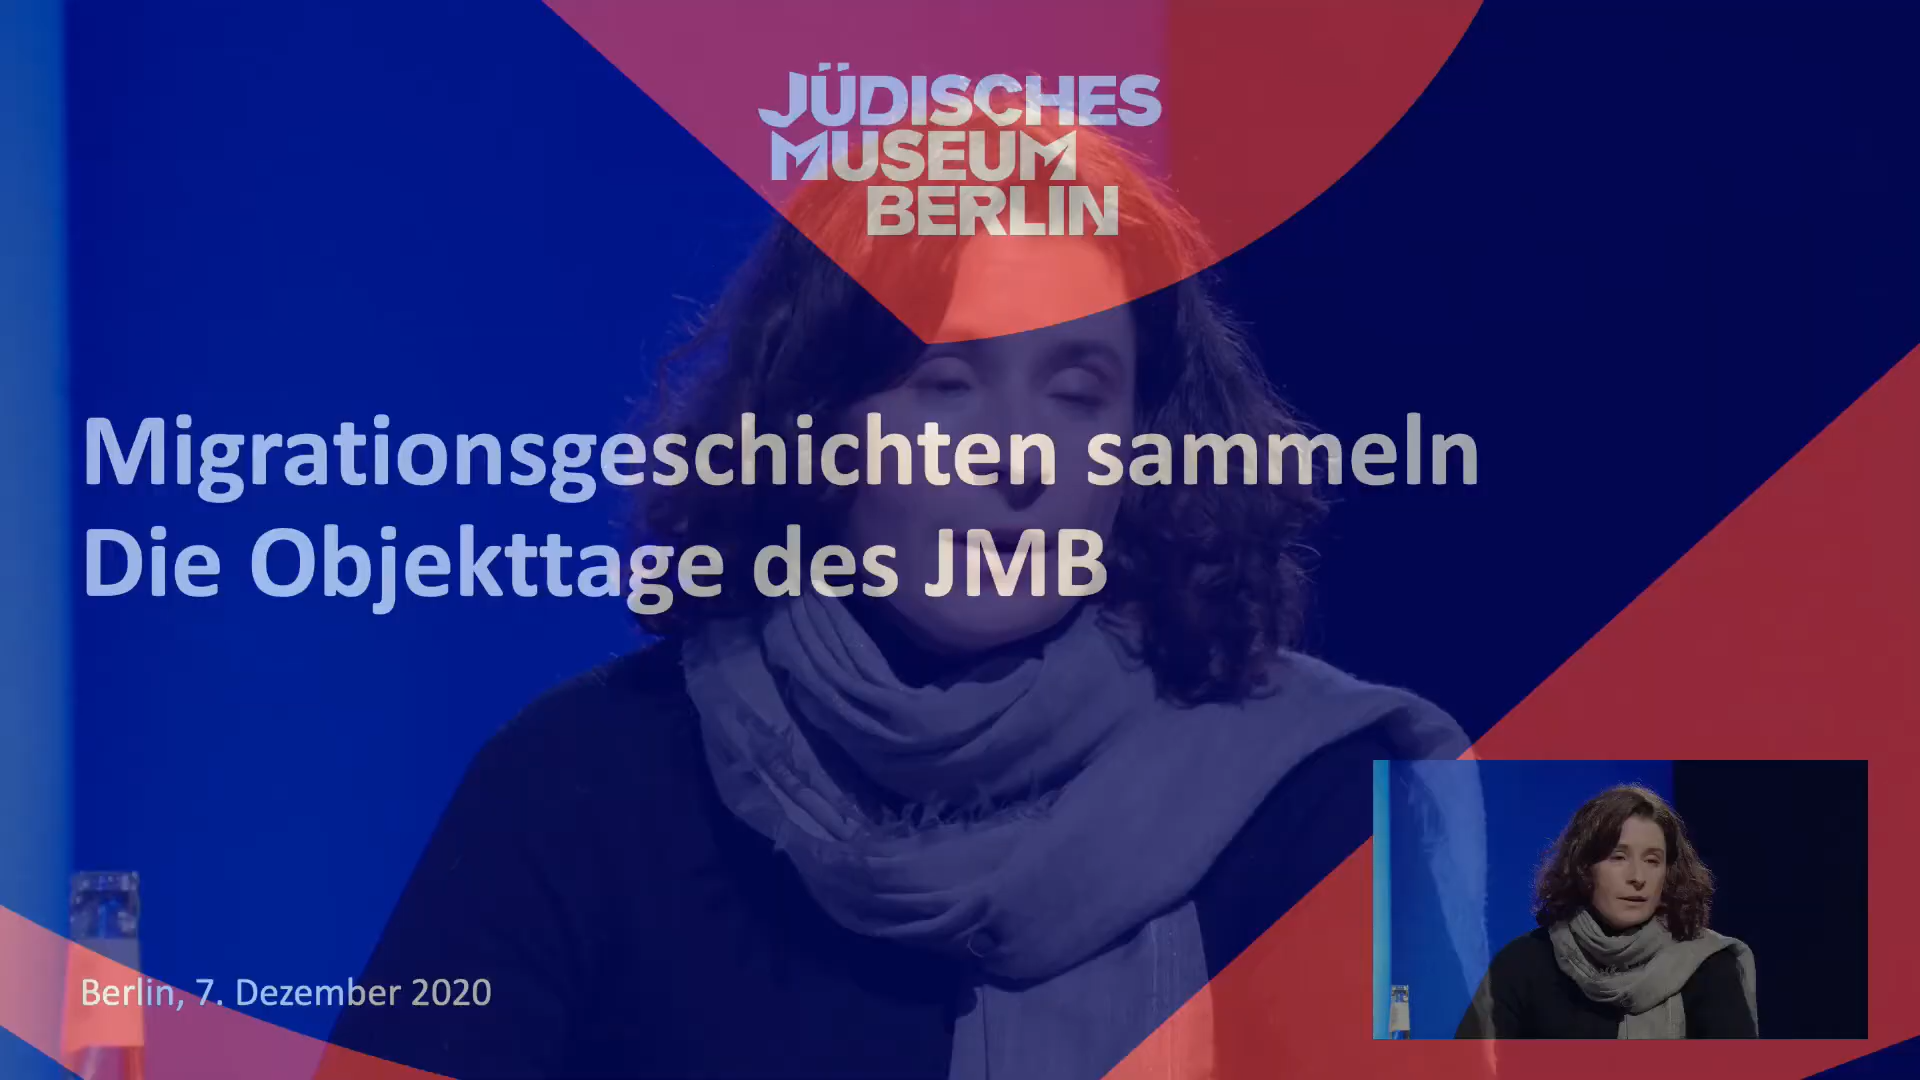 JÜDISCHES
MUSEUM
BERLIN
Migrationsgeschichten sammeln
Die Objekttage des JMB
Berlin, 7. Dezember 2020